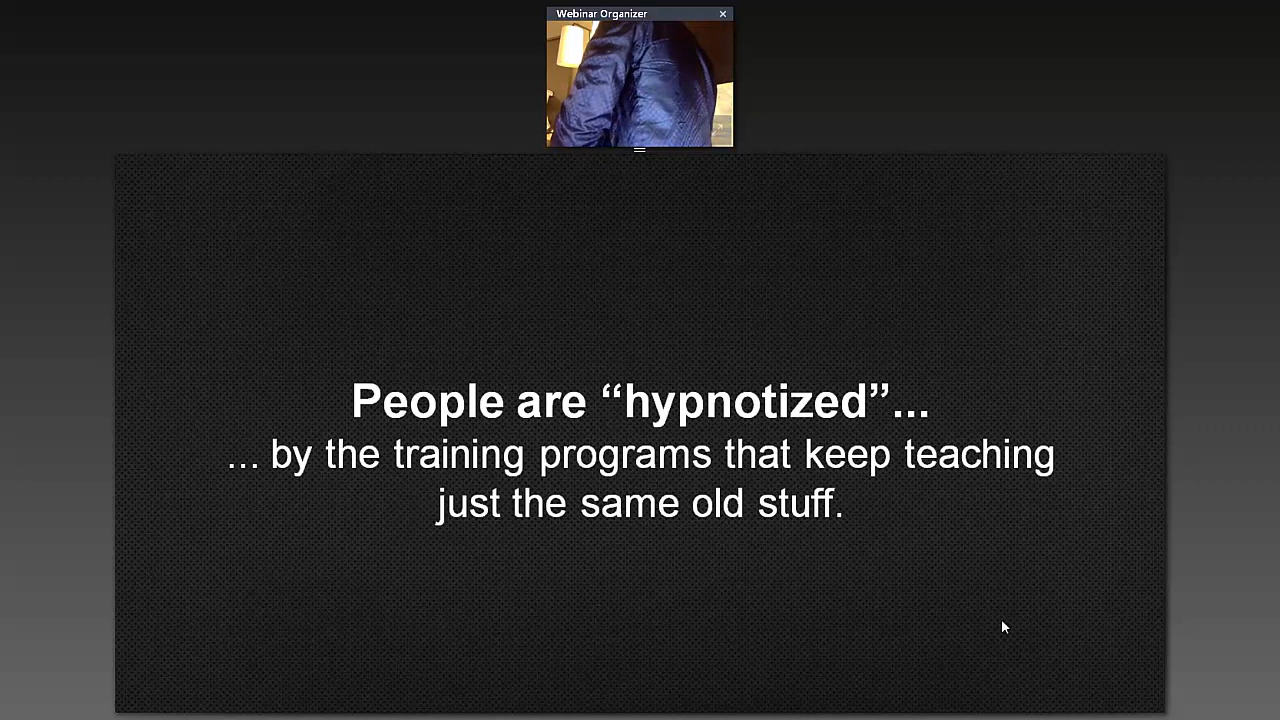 Webinar Organizer
People are “hypnotized”...
... by the training programs that keep teaching
just the same old stuff.